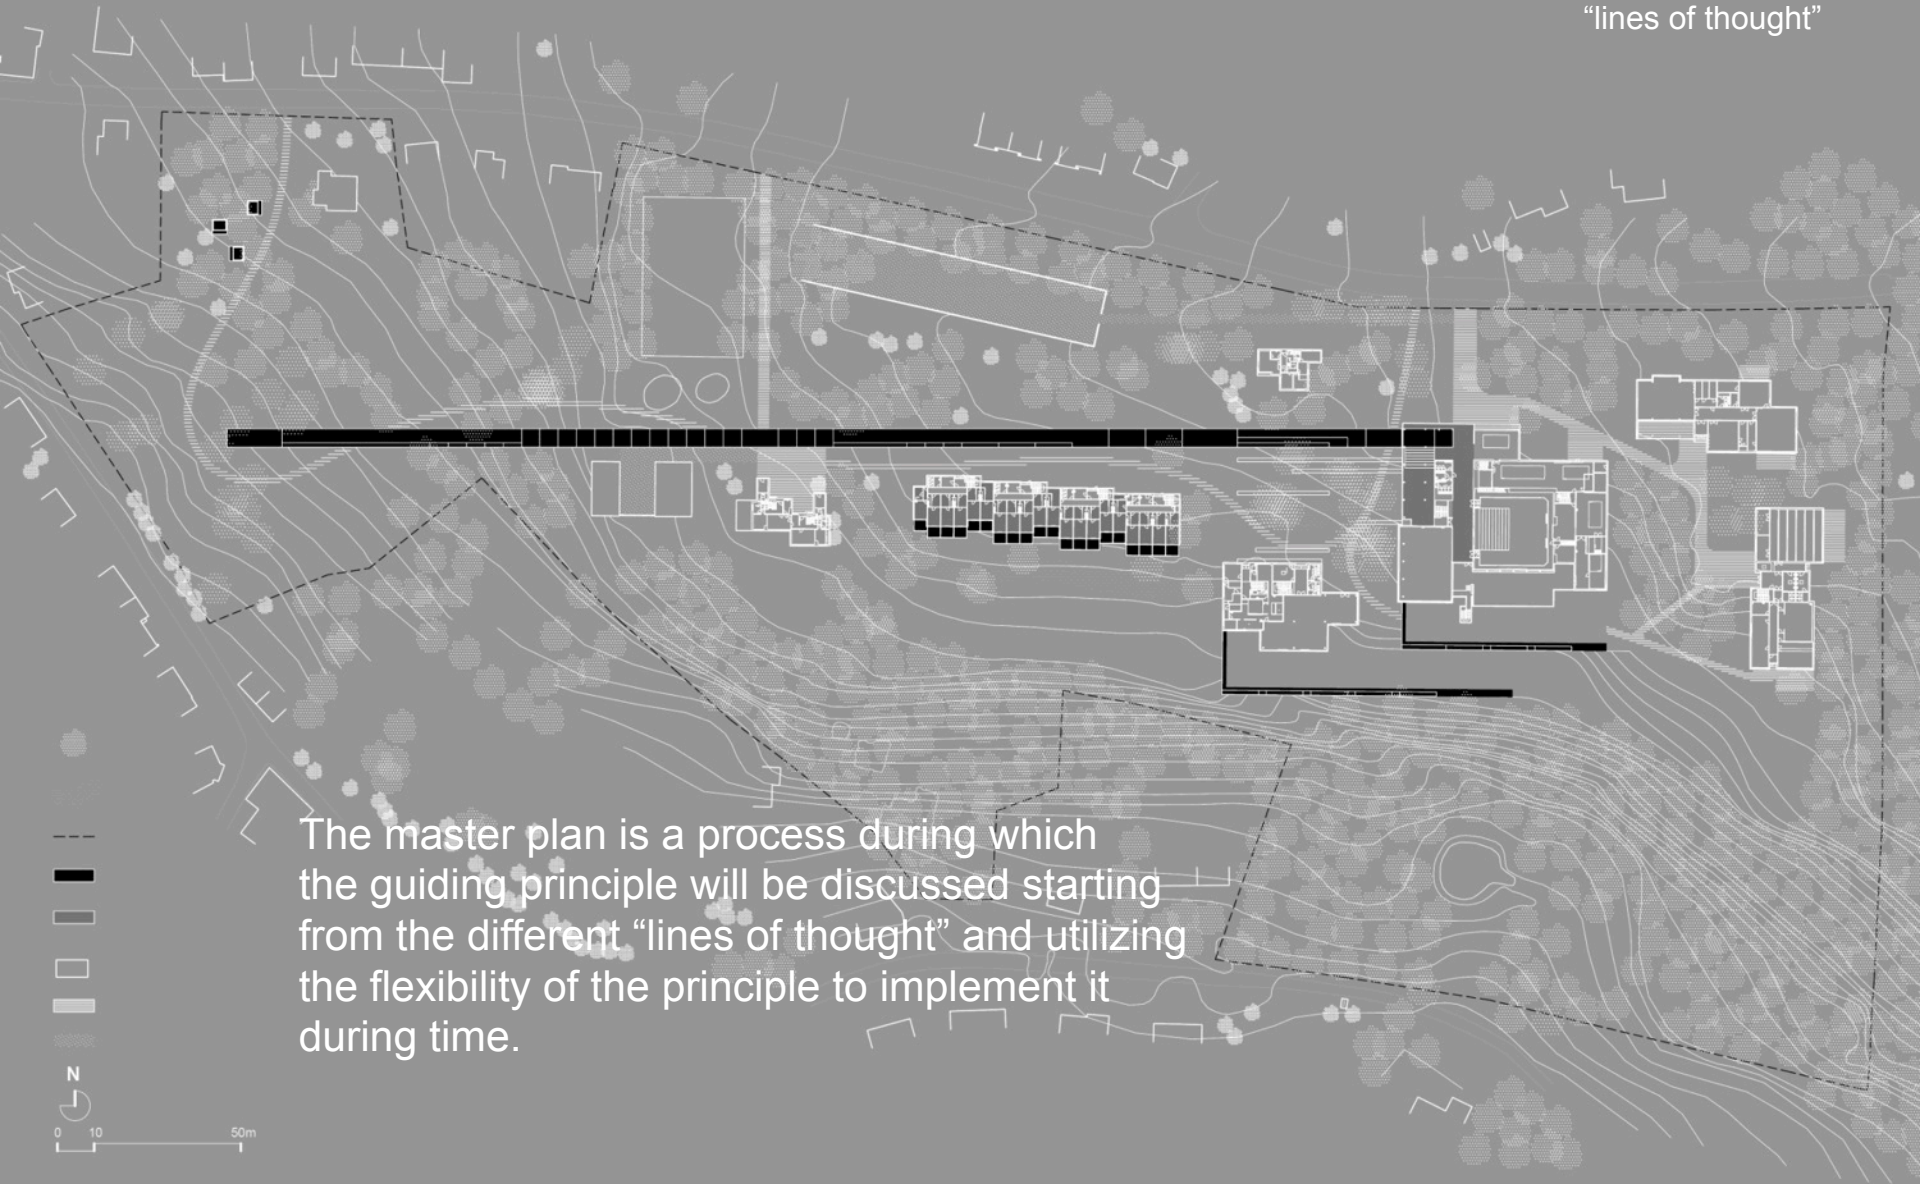 “lines of thought”
The master plan is a process during which
the guiding principle will be discussed starting
from the different “lines of thought” and utilizing
the flexibility of the principle to implement it
during time.
N
0 10 50m